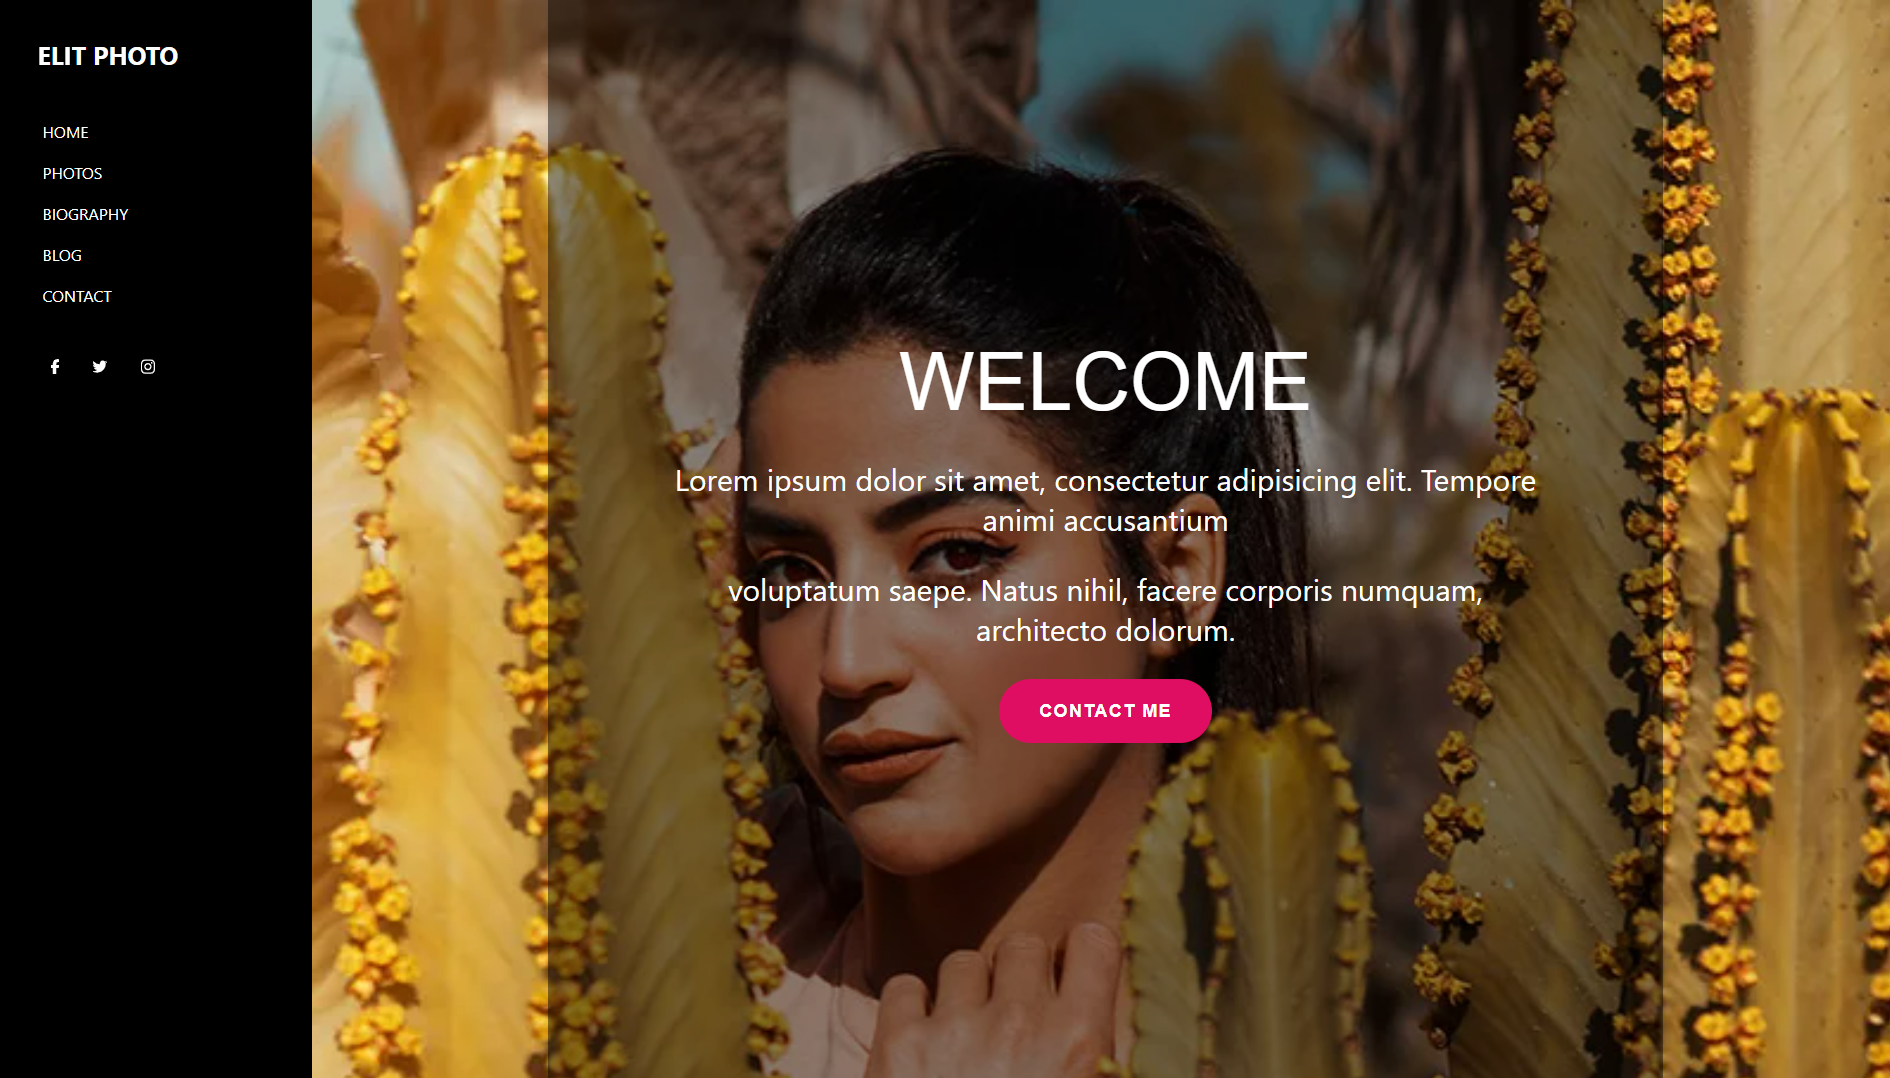 ELIT PHOTO
HOME
PHOTOS
BIOGRAPHY
BLOG
CONTACT
WELCOME
Lorem ipsum dolor sit amet, consectetur adipisicing elit. Tempore
animi accusantium
voluptatum saepe. Natus nihil, facere corporis numquam,
architecto dolorum.
CONTACT ME